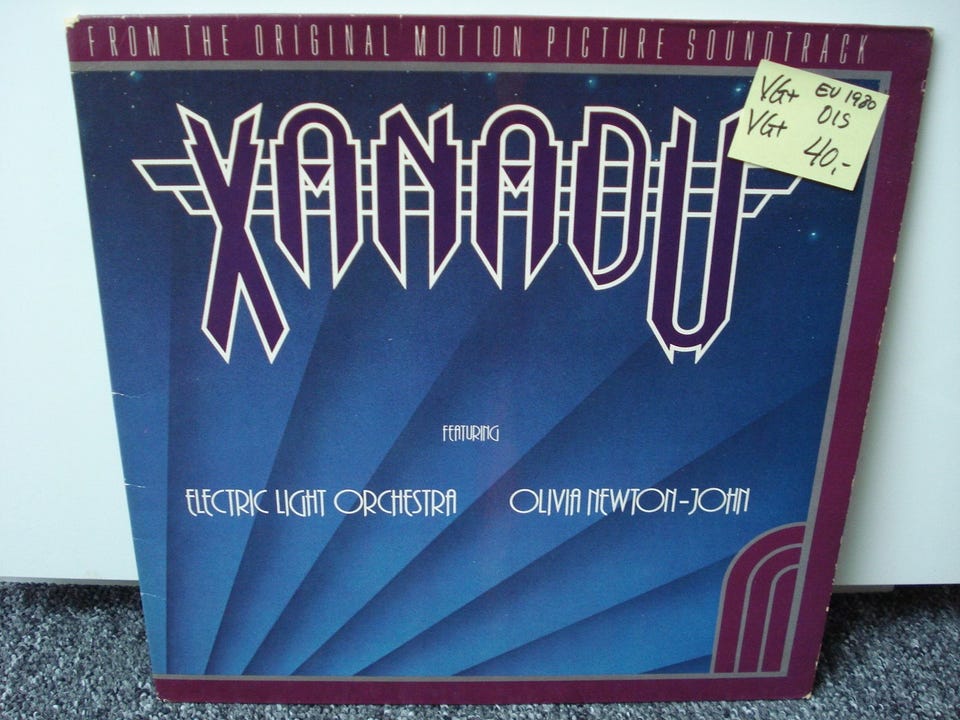 FROM THE ORIGINAL MOTION PICTURE SOUNDTRACK
XANADU
VG+ EU 1980
VG+ OIS
40,-
FEATURING
ELECTRIC LIGHT ORCHESTRA OLIVIA NEWTON-JOHN